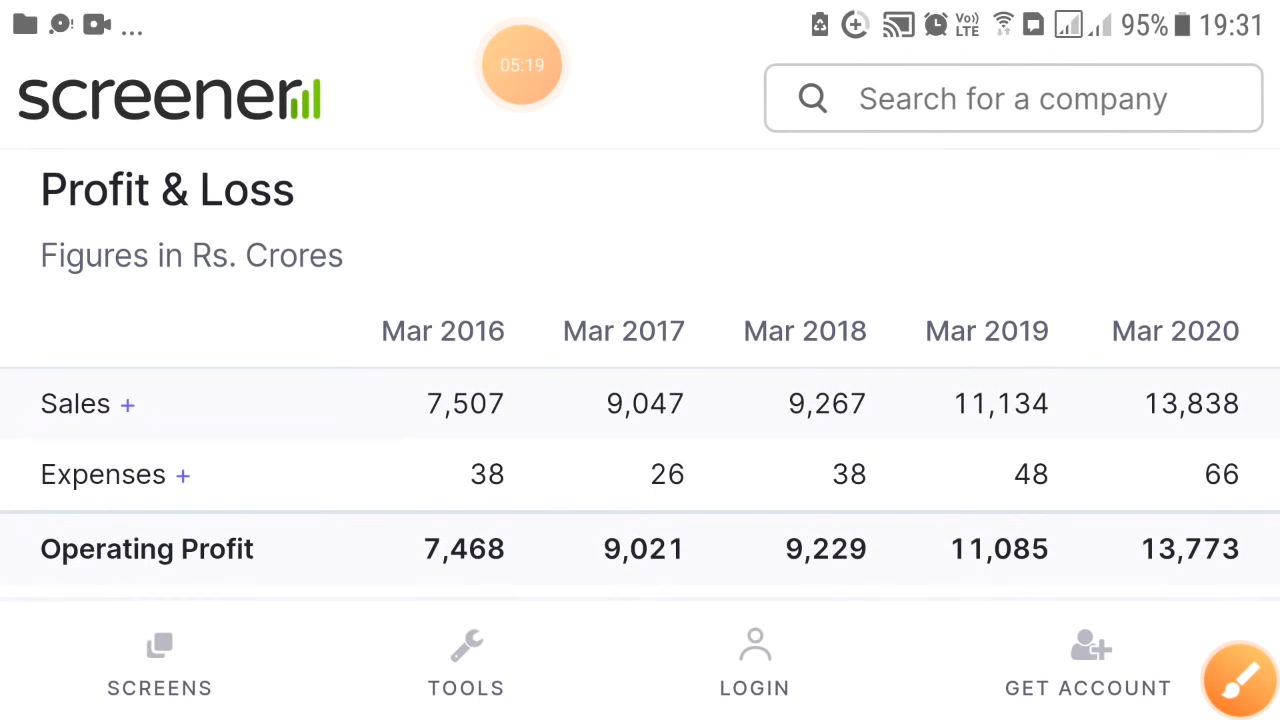 ... Vo)) LTE 95% 19:31
05:19
screener Search for a company
Profit & Loss
Figures in Rs. Crores
Mar 2016 Mar 2017 Mar 2018 Mar 2019 Mar 2020
Sales + 7,507 9,047 9,267 11,134 13,838
Expenses + 38 26 38 48 66
Operating Profit 7,468 9,021 9,229 11,085 13,773
SCREENS TOOLS LOGIN GET ACCOUNT